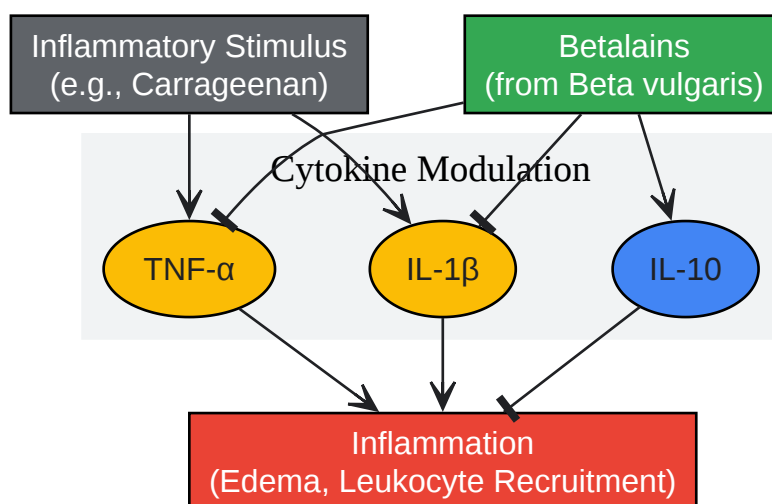 Inflammatory Stimulus
(e.g., Carrageenan)
Betalains
(from Beta vulgaris)
Cytokine Modulation
TNF-α
IL-1β
IL-10
Inflammation
(Edema, Leukocyte Recruitment)